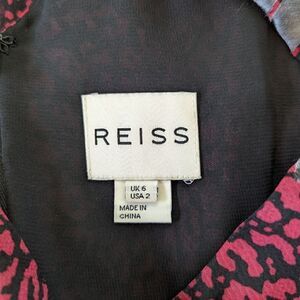 REISS
UK 6
USA 2
MADE IN
CHINA